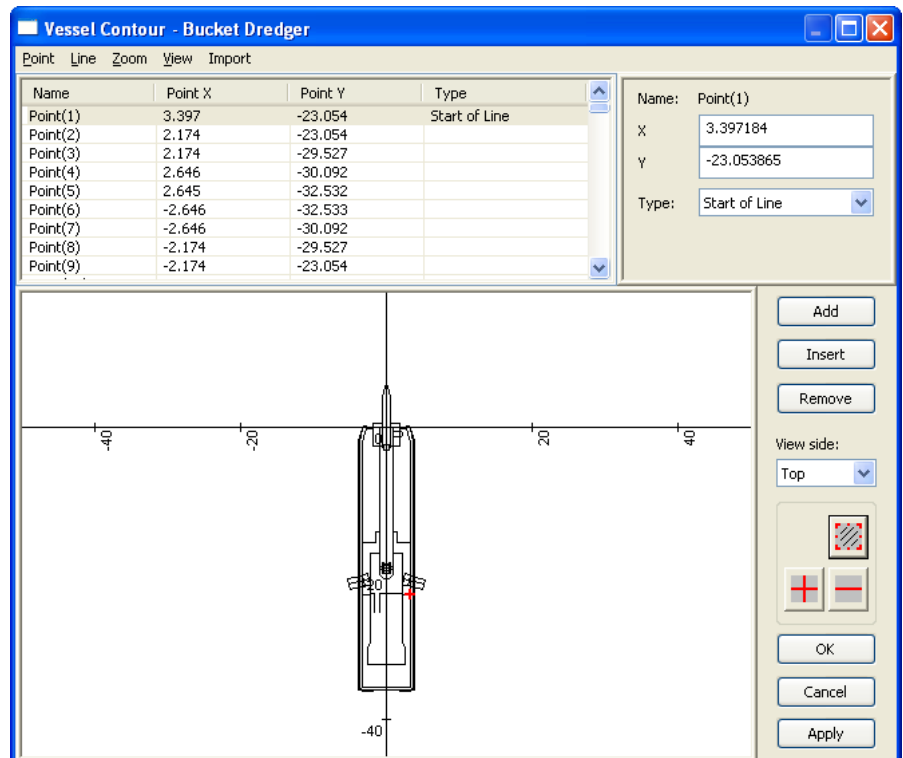 Vessel Contour - Bucket Dredger
Point Line Zoom View Import
Name Point X Point Y Type
Point(1) 3.397 -23.054 Start of Line
Point(2) 2.174 -23.054
Point(3) 2.174 -29.527
Point(4) 2.646 -30.092
Point(5) 2.645 -32.532
Point(6) -2.646 -32.533
Point(7) -2.646 -30.092
Point(8) -2.174 -29.527
Point(9) -2.174 -23.054
Name: Point(1)
X 3.397184
Y -23.053865
Type: Start of Line
Add
Insert
Remove
View side:
Top
-40 -20 0 20 40
-20
-40
OK
Cancel
Apply